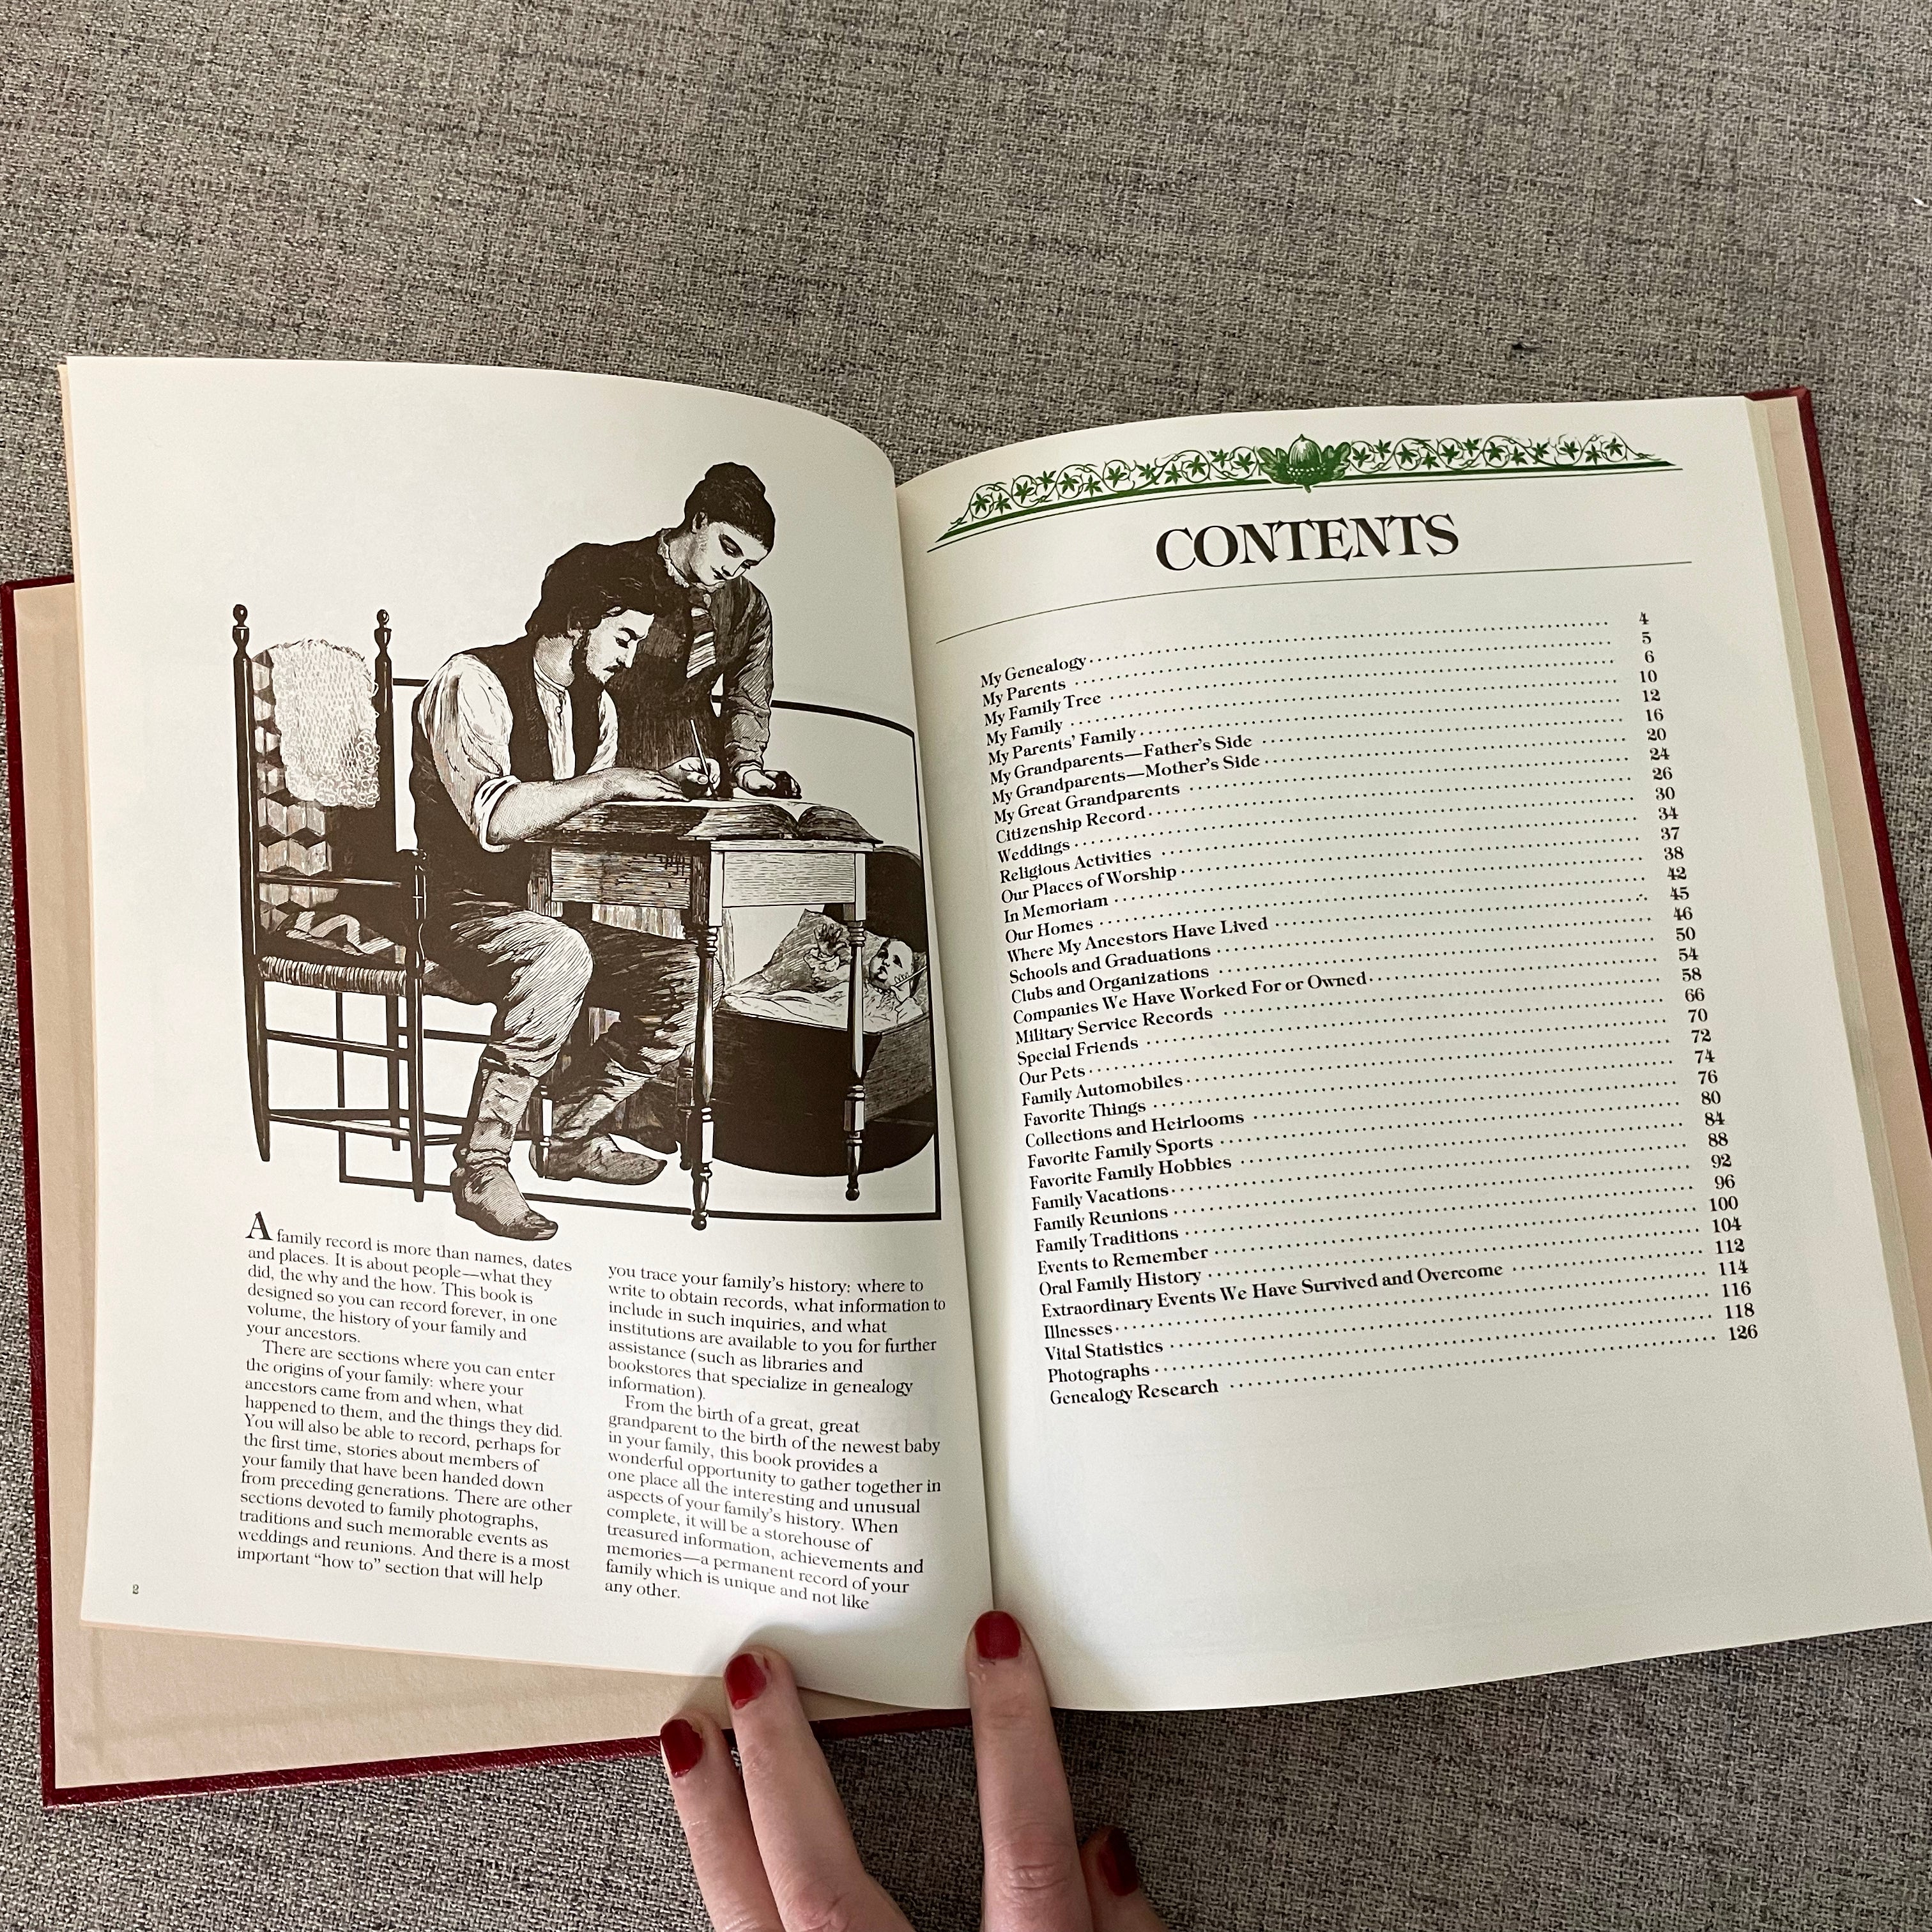 A family record is more than names, dates
and places. It is about people—what they
did, the why and the how. This book is
designed so you can record forever, in one
volume, the history of your family and
your ancestors.
There are sections where you can enter
the origins of your family: where your
ancestors came from and when, what
happened to them, and the things they did.
You will also be able to record, perhaps for
the first time, stories about members of
your family that have been handed down
from preceding generations. There are other
sections devoted to family photographs,
traditions and such memorable events as
weddings and reunions. And there is a most
important “how to” section that will help
you trace your family’s history: where to
write to obtain records, what information to
include in such inquiries, and what
institutions are available to you for further
assistance (such as libraries and
bookstores that specialize in genealogy
information).
From the birth of a great, great
grandparent to the birth of the newest baby
in your family, this book provides a
wonderful opportunity to gather together in
one place all the interesting and unusual
aspects of your family’s history. When
complete, it will be a storehouse of
treasured information, achievements and
memories—a permanent record of your
family which is unique and not like
any other.
2
CONTENTS
My Genealogy 4
My Parents 5
My Family Tree 6
My Family 10
My Parents’ Family 12
My Grandparents—Father’s Side 16
My Grandparents—Mother’s Side 20
My Great Grandparents 24
Citizenship Record 26
Weddings 30
Religious Activities 34
Our Places of Worship 37
In Memoriam 38
Our Homes 42
Where My Ancestors Have Lived 45
Schools and Graduations 46
Clubs and Organizations 50
Companies We Have Worked For or Owned 54
Military Service Records 58
Special Friends 66
Our Pets 70
Family Automobiles 72
Favorite Things 74
Collections and Heirlooms 76
Favorite Family Sports 80
Favorite Family Hobbies 84
Family Vacations 88
Family Reunions 92
Family Traditions 96
Events to Remember 100
Oral Family History 104
Extraordinary Events We Have Survived and Overcome 112
Illnesses 114
Vital Statistics 116
Photographs 118
Genealogy Research 126